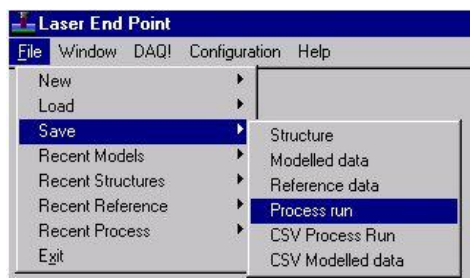 Laser End Point
File Window DAQ! Configuration Help
New
Load
Save
Recent Models
Recent Structures
Recent Reference
Recent Process
Exit
Structure
Modelled data
Reference data
Process run
CSV Process Run
CSV Modelled data